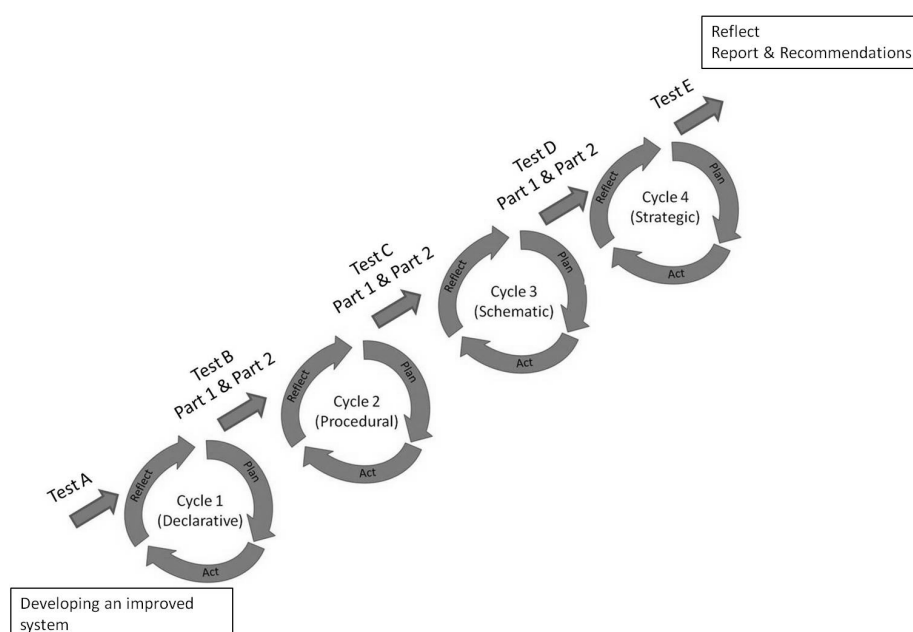 Reflect
Report & Recommendations
Test E
Reflect
Plan
Cycle 4
(Strategic)
Act
Test D
Part 1 & Part 2
Reflect
Plan
Cycle 3
(Schematic)
Act
Test C
Part 1 & Part 2
Reflect
Plan
Cycle 2
(Procedural)
Act
Test B
Part 1 & Part 2
Test A
Reflect
Plan
Cycle 1
(Declarative)
Act
Developing an improved
system